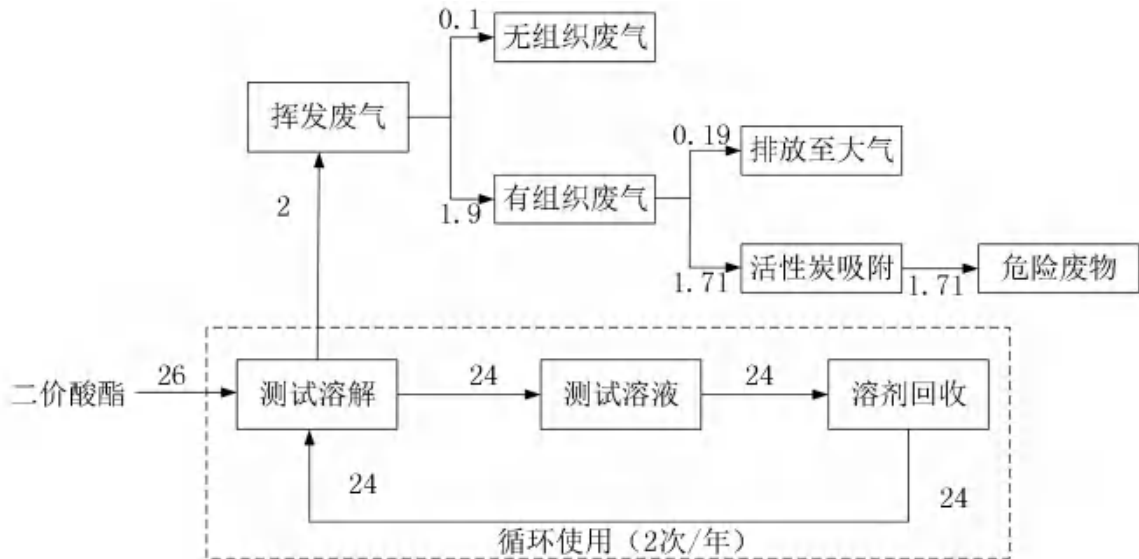 0.1
无组织废气
挥发废气
0.19
排放至大气
2
1.9
有组织废气
1.71
活性炭吸附
1.71
危险废物
二价酸酯
26
测试溶解
24
测试溶液
24
溶剂回收
24
24
循环使用（2次/年）